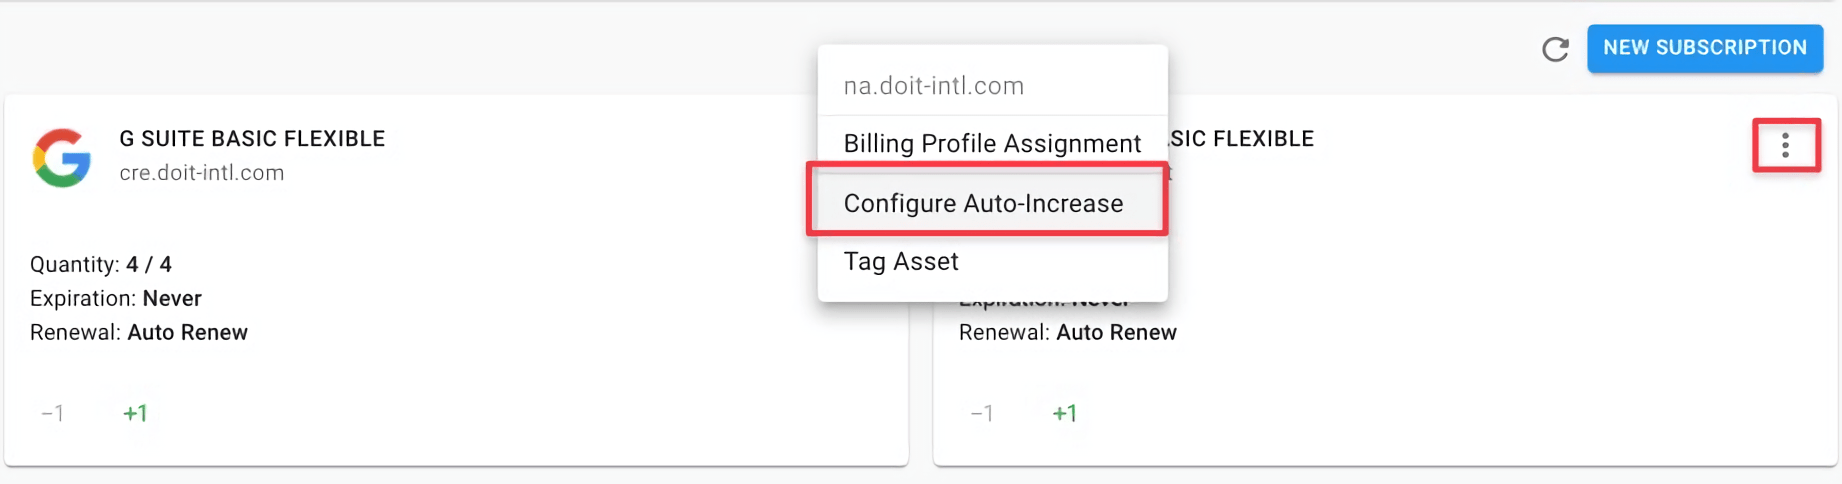 NEW SUBSCRIPTION
G SUITE BASIC FLEXIBLE
cre.doit-intl.com
Quantity: 4 / 4
Expiration: Never
Renewal: Auto Renew
−1 +1
na.doit-intl.com
Billing Profile Assignment
Configure Auto-Increase
Tag Asset
SIC FLEXIBLE
Expiration: Never
Renewal: Auto Renew
−1 +1